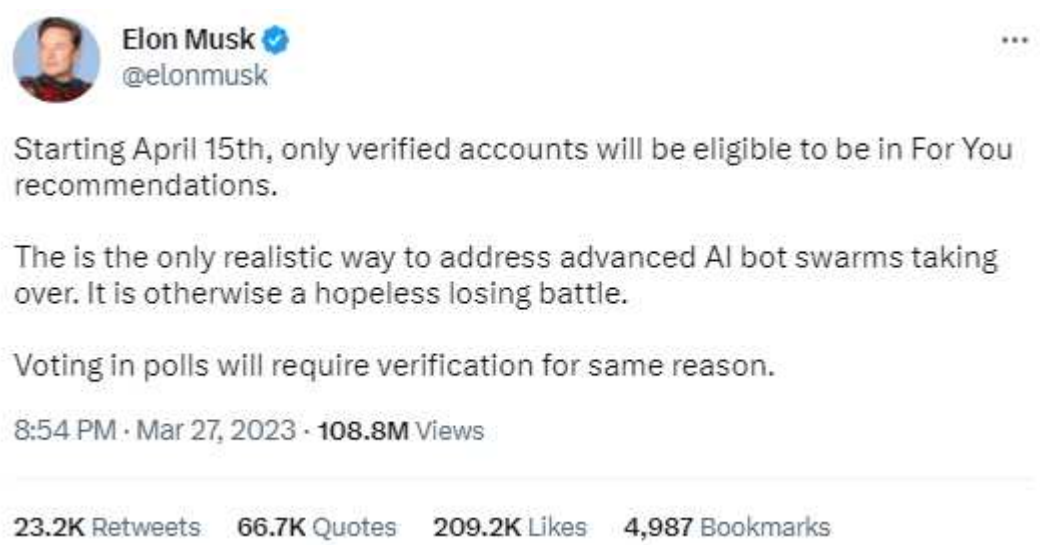 Elon Musk
@elonmusk
Starting April 15th, only verified accounts will be eligible to be in For You
recommendations.
The is the only realistic way to address advanced AI bot swarms taking
over. It is otherwise a hopeless losing battle.
Voting in polls will require verification for same reason.
8:54 PM · Mar 27, 2023 · 108.8M Views
23.2K Retweets 66.7K Quotes 209.2K Likes 4,987 Bookmarks